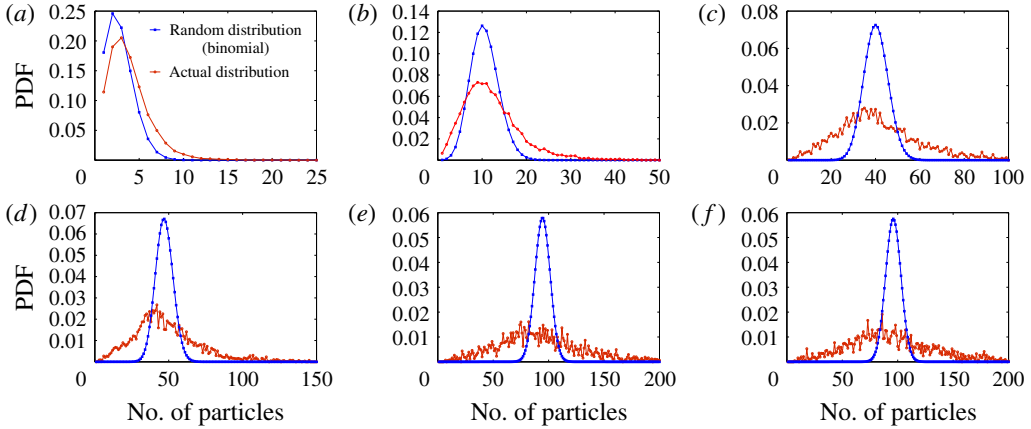 (a) (b) (c)
0.25 0.14 0.08
0.20 0.12 0.06
0.15 0.10 0.04
0.10 0.08 0.02
0.05 0.06
0.04
0.02
Random distribution
(binomial)
Actual distribution
PDF
0 5 10 15 20 25 0 10 20 30 40 50 0 20 40 60 80 100
(d) (e) (f)
0.07 0.06 0.06
0.06 0.05 0.05
0.05 0.04 0.04
0.04 0.03 0.03
0.03 0.02 0.02
0.02 0.01 0.01
0.01
PDF
0 50 100 150 0 50 100 150 200 0 50 100 150 200
No. of particles No. of particles No. of particles